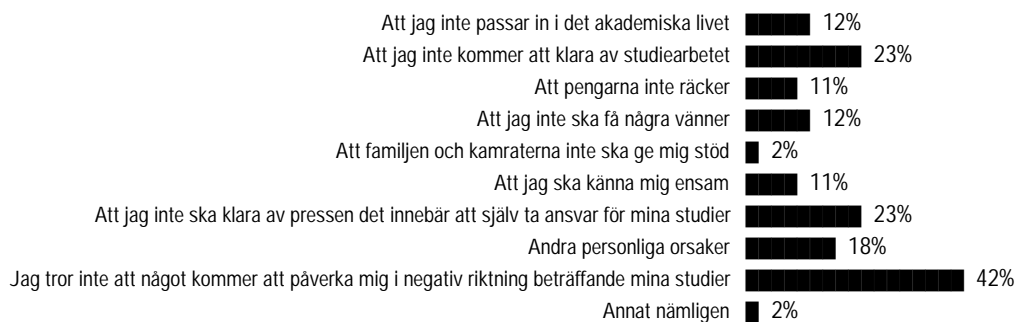 Att jag inte passar in i det akademiska livet 12%
Att jag inte kommer att klara av studiearbetet 23%
Att pengarna inte räcker 11%
Att jag inte ska få några vänner 12%
Att familjen och kamraterna inte ska ge mig stöd 2%
Att jag ska känna mig ensam 11%
Att jag inte ska klara av pressen det innebär att själv ta ansvar för mina studier 23%
Andra personliga orsaker 18%
Jag tror inte att något kommer att påverka mig i negativ riktning beträffande mina studier 42%
Annat nämligen 2%